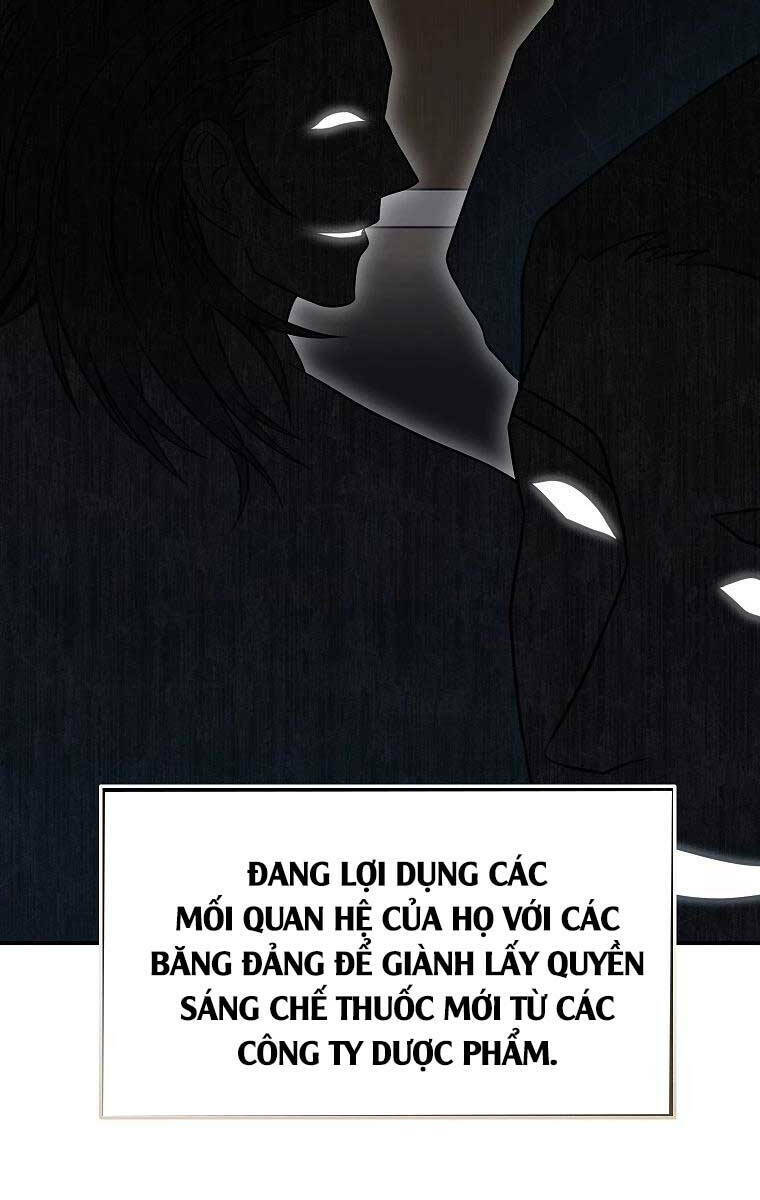 ĐANG LỢI DỤNG CÁC
MỐI QUAN HỆ CỦA HỌ VỚI CÁC
BĂNG ĐẢNG ĐỂ GIÀNH LẤY QUYỀN
SÁNG CHẾ THUỐC MỚI TỪ CÁC
CÔNG TY DƯỢC PHẨM.